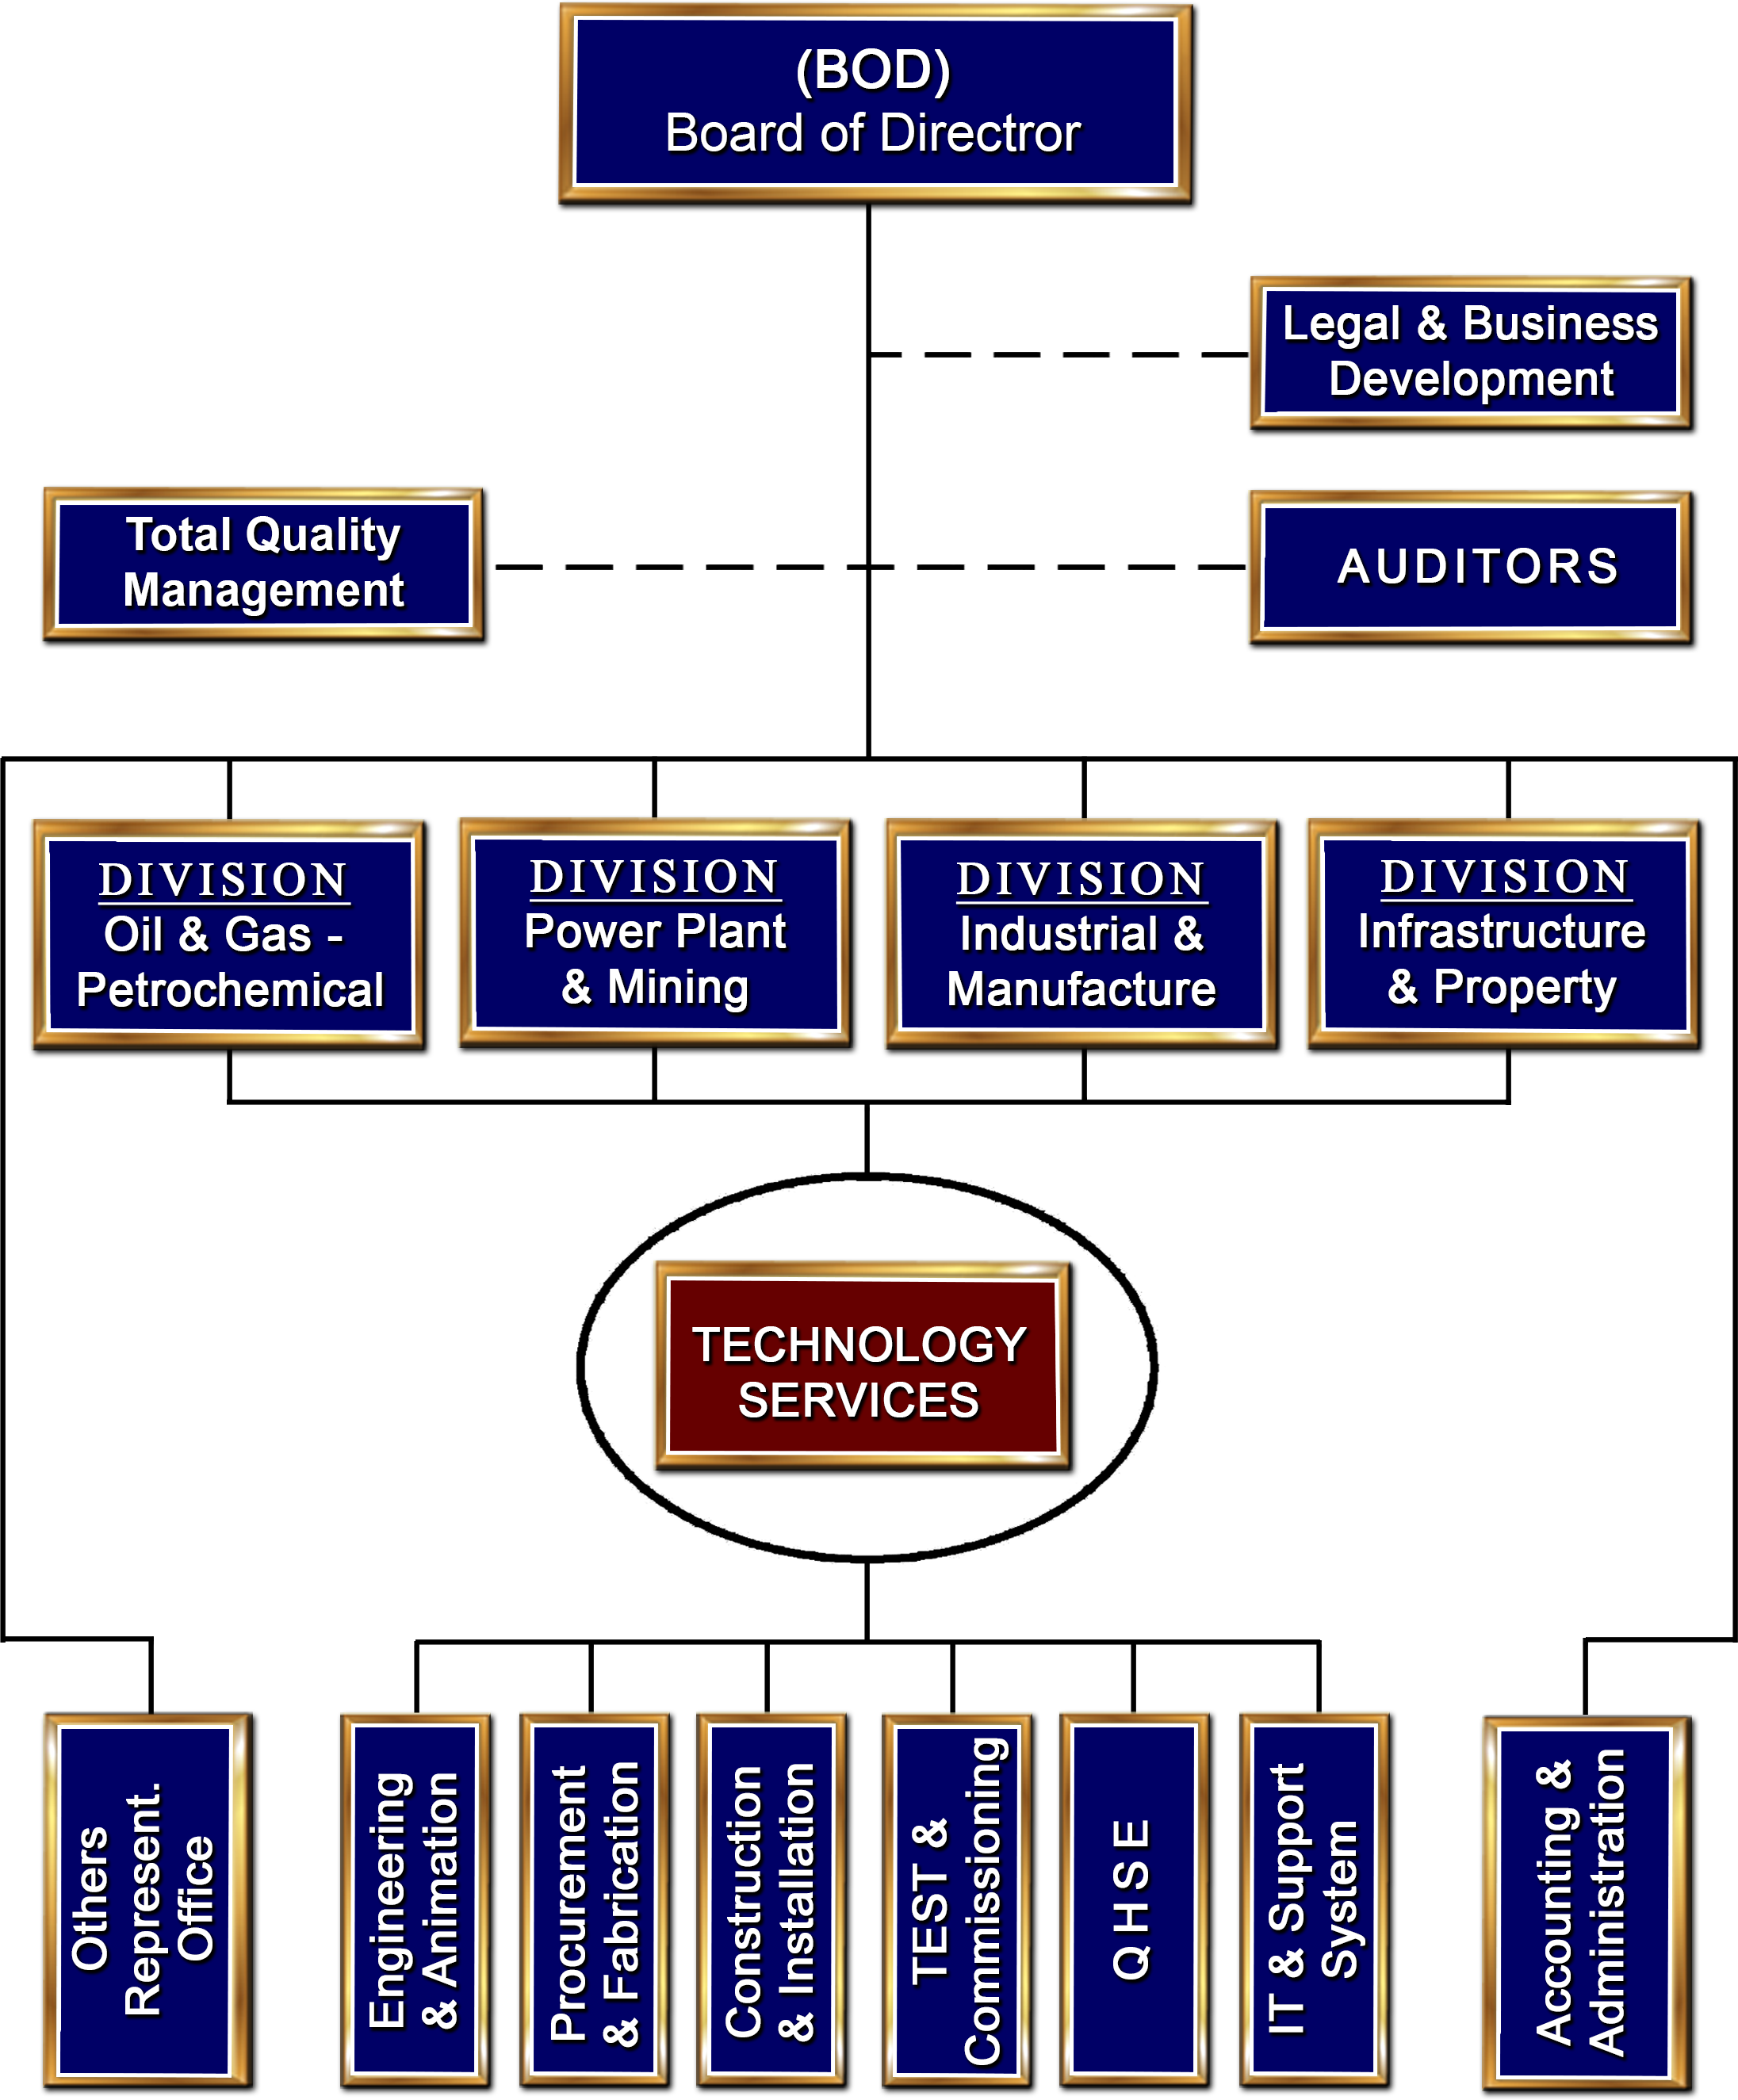 (BOD)
Board of Directror
Legal & Business
Development
Total Quality
Management
AUDITORS
DIVISION
Oil & Gas -
Petrochemical
DIVISION
Power Plant
& Mining
DIVISION
Industrial &
Manufacture
DIVISION
Infrastructure
& Property
TECHNOLOGY
SERVICES
Others
Represent.
Office
Engineering
& Animation
Procurement
& Fabrication
Construction
& Installation
TEST &
Commissioning
QHSE
IT & Support
System
Accounting &
Administration